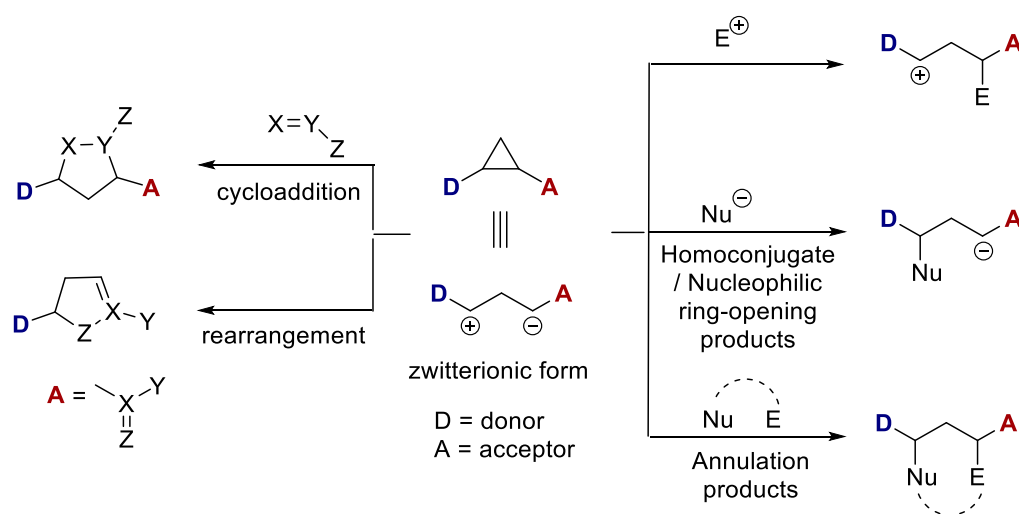 E⊕
D A
⊕
E
X=Y
Z
cycloaddition
Z
X–Y
D A
D A
Nu⊖
Homoconjugate
/ Nucleophilic
ring-opening
products
D A
⊖
Nu
D X Y
Z
rearrangement
D A
⊕ ⊖
zwitterionic form
A = X Y
Z
D = donor
A = acceptor
Nu E
Annulation
products
D A
Nu E